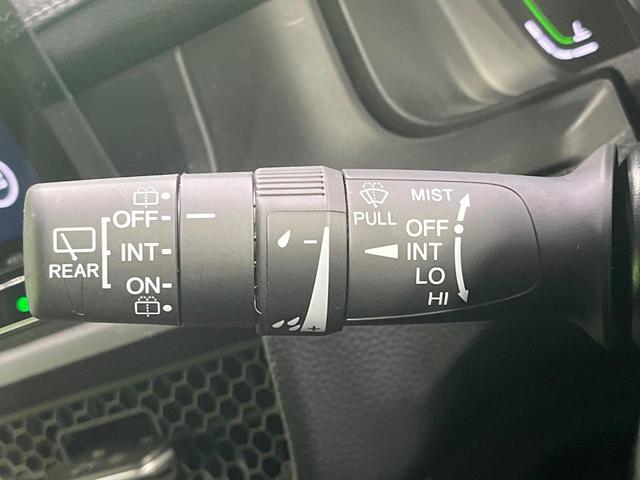 REAR
OFF
INT
ON
- +
PULL
MIST
OFF
INT
LO
HI